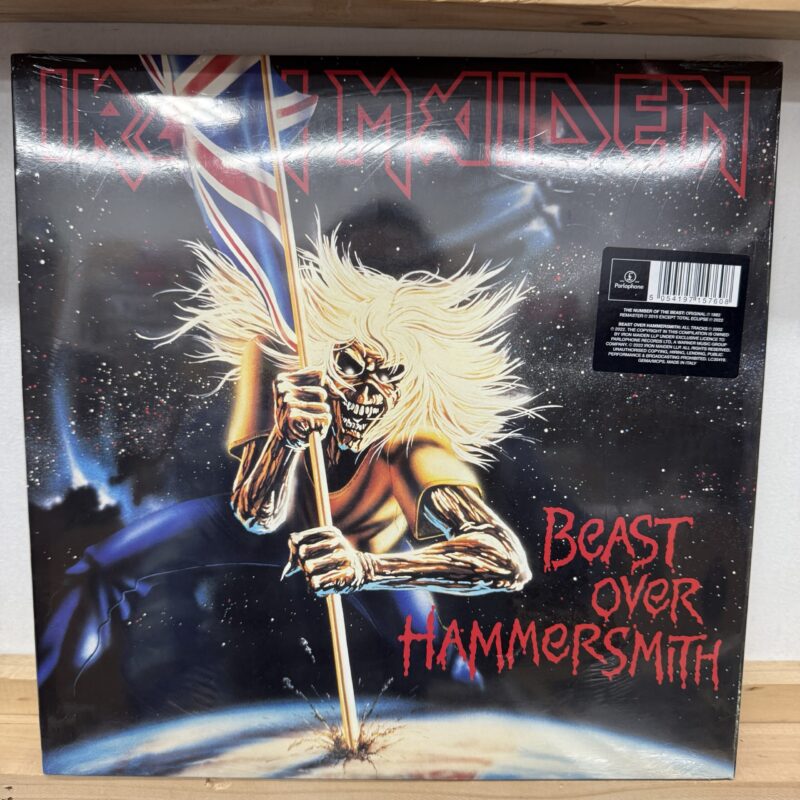 IRON MAIDEN
Parlophone
5 054197 157608
THE NUMBER OF THE BEAST: ORIGINAL ℗ 1982
REMASTER ℗ 2015 EXCEPT TOTAL ECLIPSE ℗ 2022
BEAST OVER HAMMERSMITH: ALL TRACKS ℗ 2002
© 2022. THE COPYRIGHT IN THIS COMPILATION IS OWNED
BY IRON MAIDEN LLP UNDER EXCLUSIVE LICENCE TO
PARLOPHONE RECORDS LTD. A WARNER MUSIC GROUP
COMPANY. © 2022 IRON MAIDEN LLP. ALL RIGHTS RESERVED.
UNAUTHORISED COPYING, HIRING, LENDING, PUBLIC
PERFORMANCE & BROADCASTING PROHIBITED.
GEMA/MCPS. MADE IN ITALY
BEAST
OVER
HAMMERSMITH